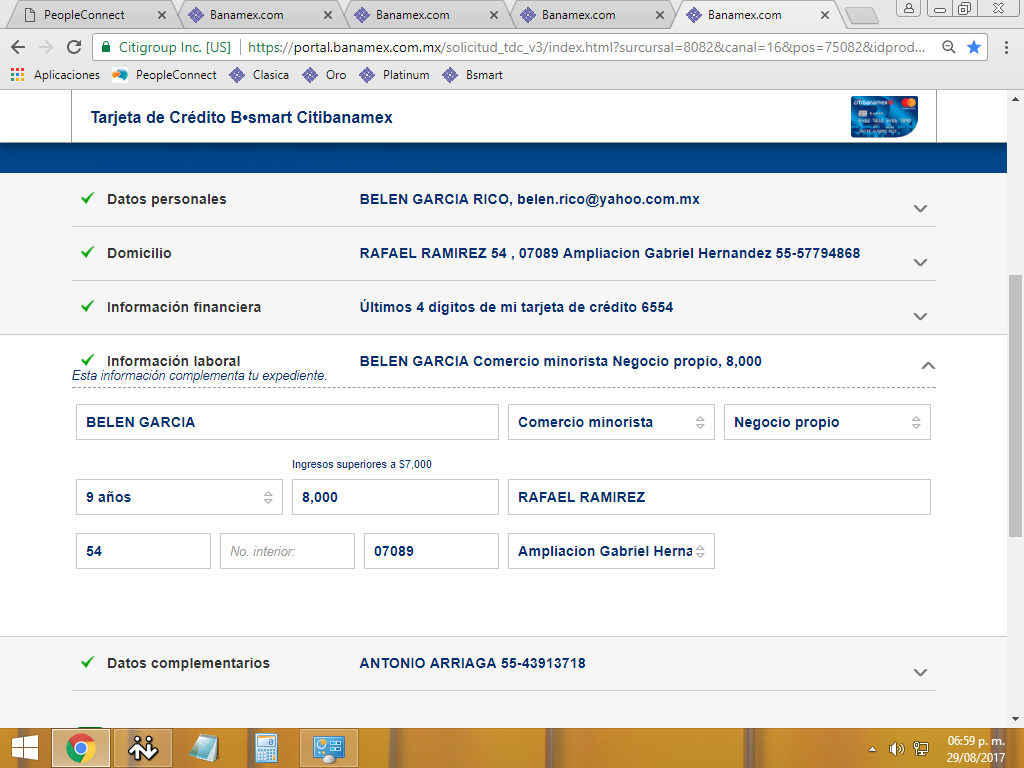 PeopleConnect
Banamex.com
Banamex.com
Banamex.com
Banamex.com
Citigroup Inc. [US] https://portal.banamex.com.mx/solicitud_tdc_v3/index.html?surcursal=8082&canal=16&pos=75082&idprod...
Aplicaciones PeopleConnect Clasica Oro Platinum Bsmart
Tarjeta de Crédito B•smart Citibanamex
citibanamex
Datos personales BELEN GARCIA RICO, belen.rico@yahoo.com.mx
Domicilio RAFAEL RAMIREZ 54 , 07089 Ampliacion Gabriel Hernandez 55-57794868
Información financiera Últimos 4 dígitos de mi tarjeta de crédito 6554
Información laboral BELEN GARCIA Comercio minorista Negocio propio, 8,000
Esta información complementa tu expediente.
BELEN GARCIA Comercio minorista Negocio propio
Ingresos superiores a $7,000
9 años 8,000 RAFAEL RAMIREZ
54 No. interior: 07089 Ampliacion Gabriel Herna
Datos complementarios ANTONIO ARRIAGA 55-43913718
06:59 p. m.
29/08/2017